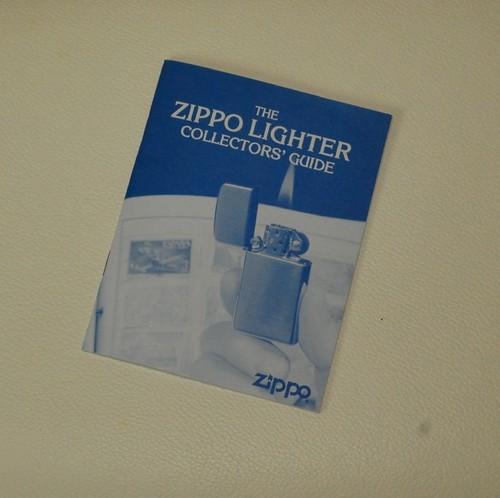 THE
ZIPPO LIGHTER
COLLECTORS' GUIDE
zippo